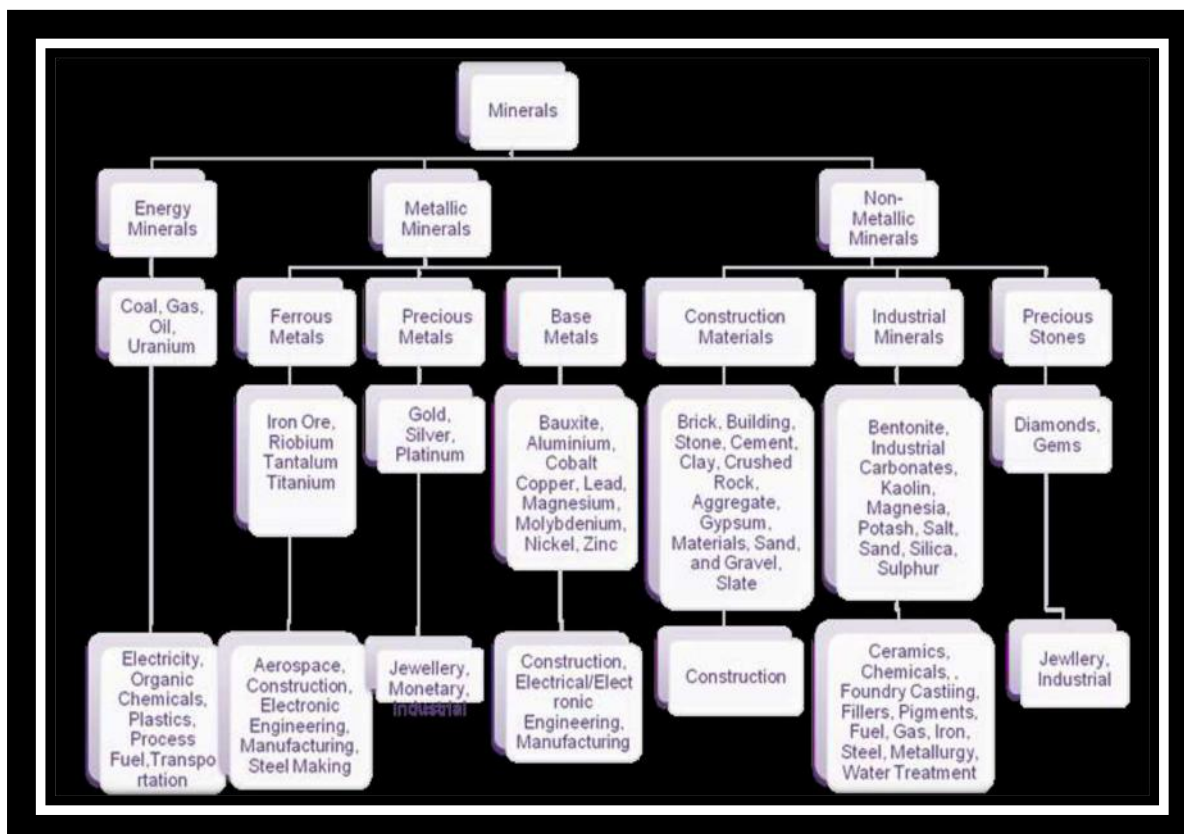 Minerals
Energy
Minerals
Metallic
Minerals
Non-
Metallic
Minerals
Coal, Gas,
Oil,
Uranium
Ferrous
Metals
Precious
Metals
Base
Metals
Construction
Materials
Industrial
Minerals
Precious
Stones
Iron Ore,
Riobium
Tantalum
Titanium
Gold,
Silver,
Platinum
Bauxite,
Aluminium,
Cobalt
Copper, Lead,
Magnesium,
Molybdenium,
Nickel, Zinc
Brick, Building,
Stone, Cement,
Clay, Crushed
Rock,
Aggregate,
Gypsum,
Materials, Sand,
and Gravel,
Slate
Bentonite,
Industrial
Carbonates,
Kaolin,
Magnesia,
Potash, Salt,
Sand, Silica,
Sulphur
Diamonds,
Gems
Electricity,
Organic
Chemicals,
Plastics,
Process
Fuel,Transpo
rtation
Aerospace,
Construction,
Electronic
Engineering,
Manufacturing,
Steel Making
Jewellery,
Monetary,
Industrial
Construction,
Electrical/Elect
ronic
Engineering,
Manufacturing
Construction
Ceramics,
Chemicals, ,
Foundry Castiing,
Fillers, Pigments,
Fuel, Gas, Iron,
Steel, Metallurgy,
Water Treatment
Jewllery,
Industrial